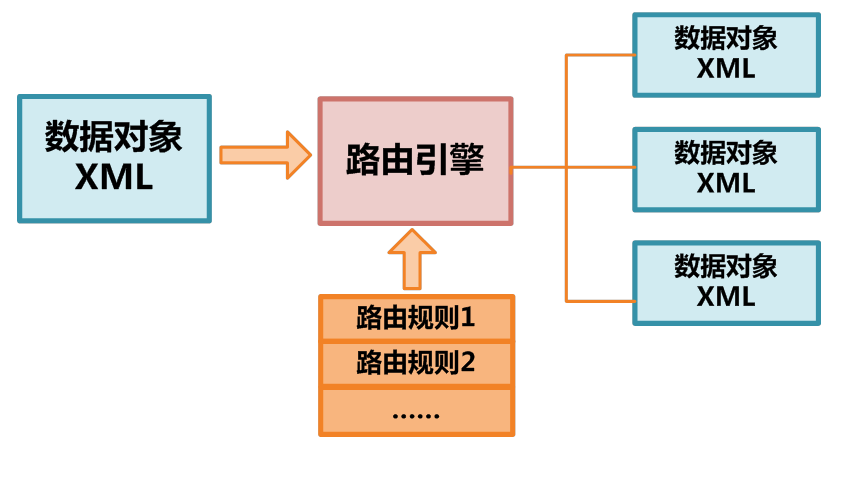 数据对象
XML
路由引擎
路由规则1
路由规则2
......
数据对象
XML
数据对象
XML
数据对象
XML